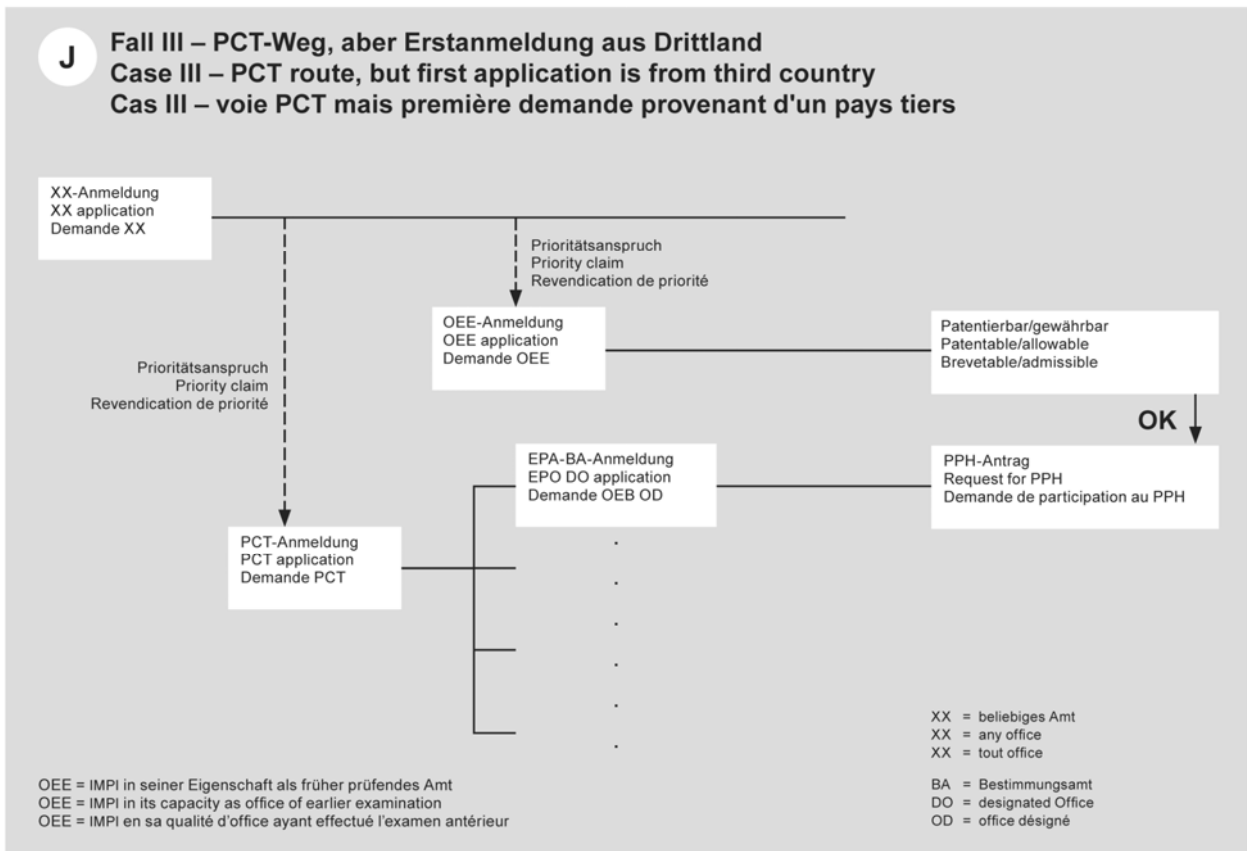 J
Fall III – PCT-Weg, aber Erstanmeldung aus Drittland
Case III – PCT route, but first application is from third country
Cas III – voie PCT mais première demande provenant d'un pays tiers
XX-Anmeldung
XX application
Demande XX
Prioritätsanspruch
Priority claim
Revendication de priorité
OEE-Anmeldung
OEE application
Demande OEE
Patentierbar/gewährbar
Patentable/allowable
Brevetable/admissible
Prioritätsanspruch
Priority claim
Revendication de priorité
OK
EPA-BA-Anmeldung
EPO DO application
Demande OEB OD
PPH-Antrag
Request for PPH
Demande de participation au PPH
PCT-Anmeldung
PCT application
Demande PCT
XX = beliebiges Amt
XX = any office
XX = tout office
BA = Bestimmungsamt
DO = designated Office
OD = office désigné
OEE = IMPI in seiner Eigenschaft als früher prüfendes Amt
OEE = IMPI in its capacity as office of earlier examination
OEE = IMPI en sa qualité d'office ayant effectué l'examen antérieur